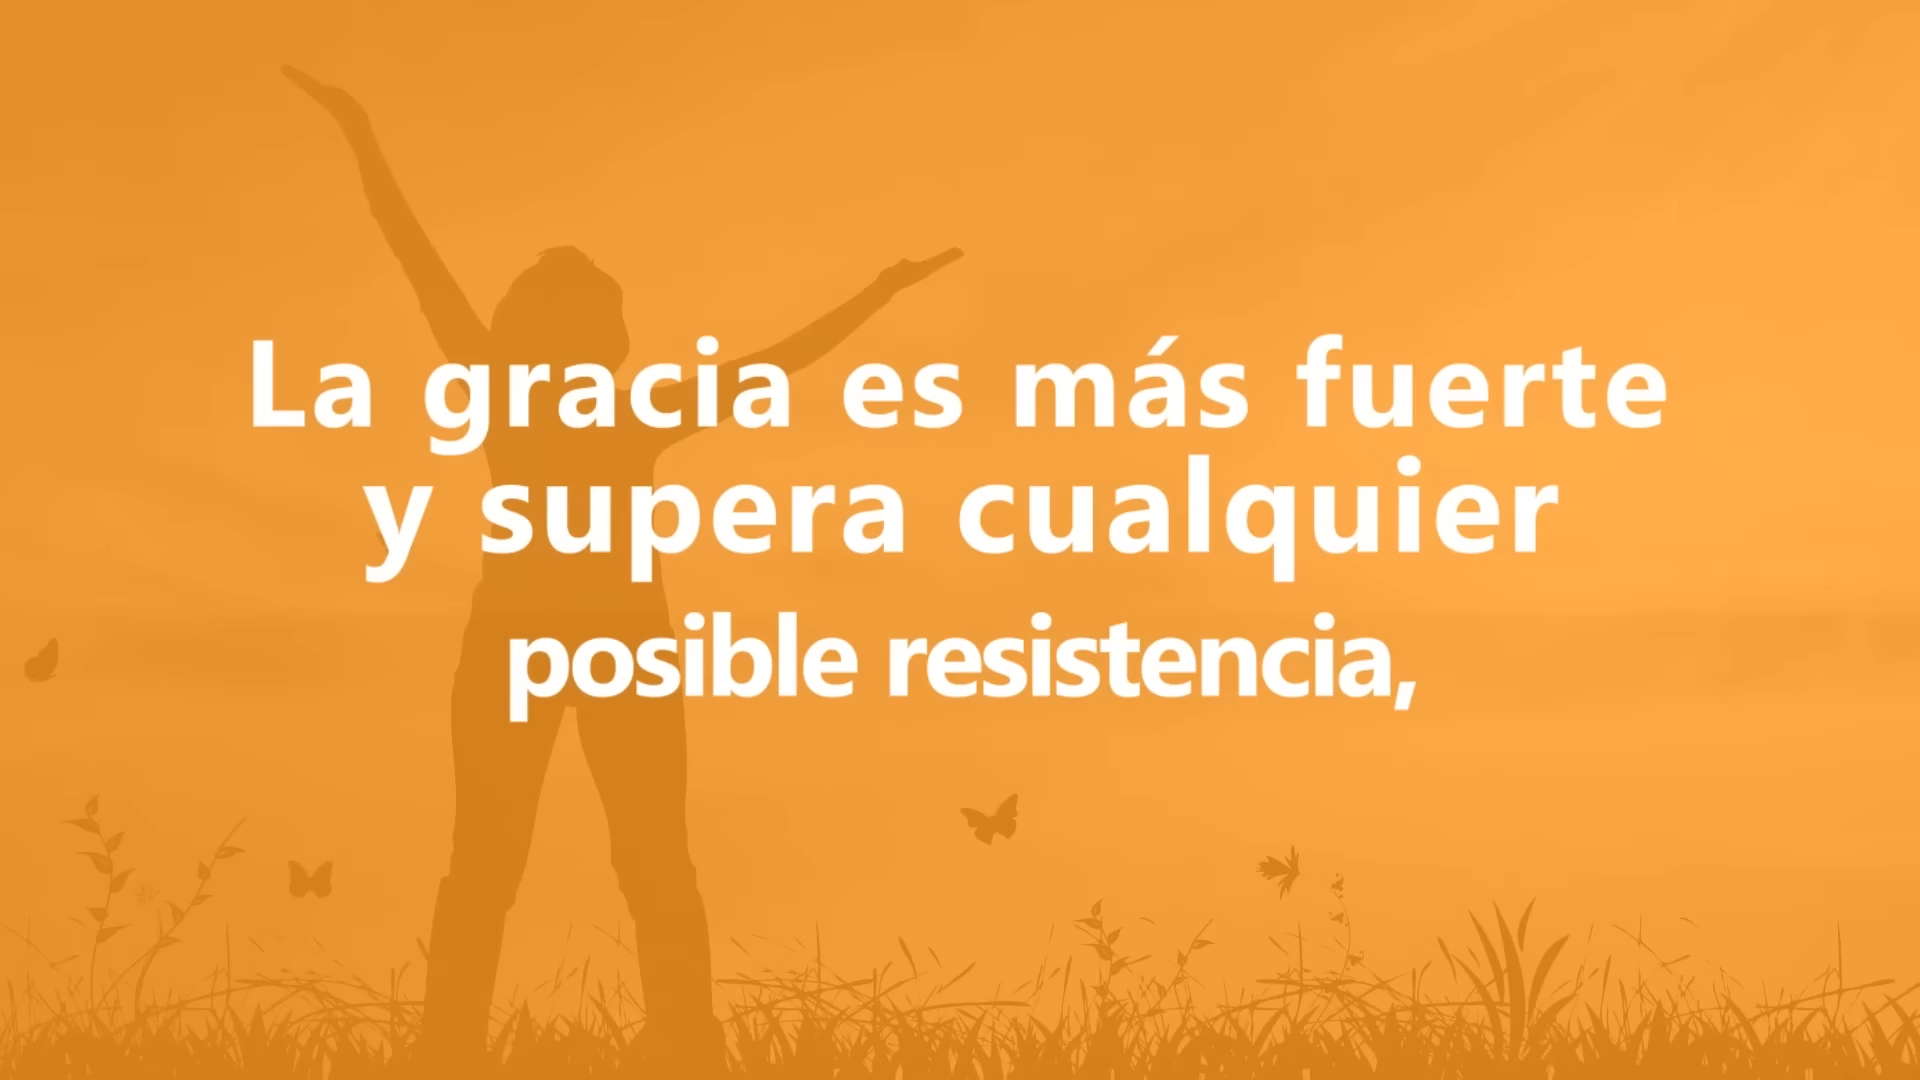 La gracia es más fuerte
y supera cualquier
posible resistencia,